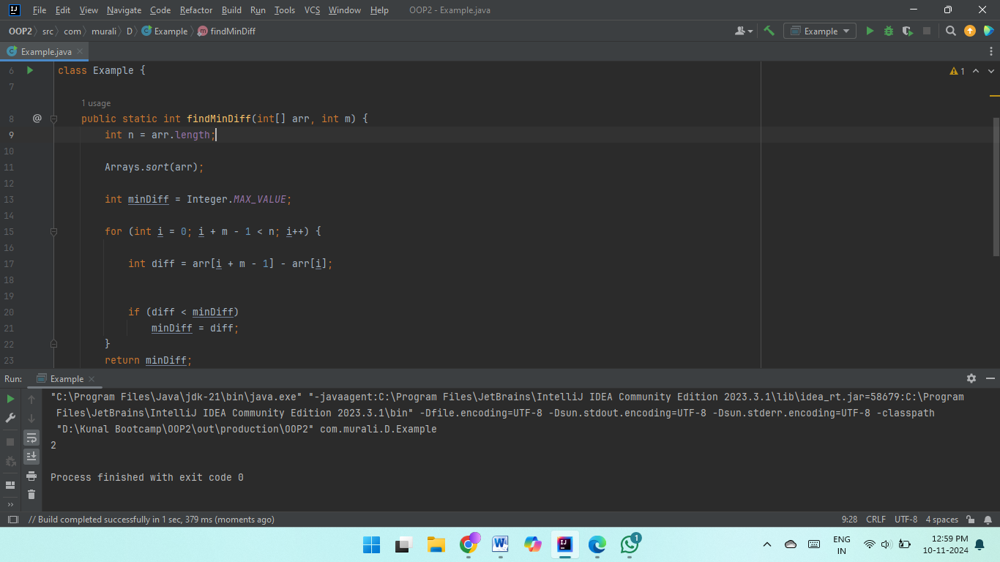 File Edit View Navigate Code Refactor Build Run Tools VCS Window Help OOP2 - Example.java
OOP2 src com murali D Example findMinDiff Example
Example.java
6 class Example { 1
7
1 usage
8 @ public static int findMinDiff(int[] arr, int m) {
9 int n = arr.length;
10
11 Arrays.sort(arr);
12
13 int minDiff = Integer.MAX_VALUE;
14
15 for (int i = 0; i + m - 1 < n; i++) {
16
17 int diff = arr[i + m - 1] - arr[i];
18
19
20 if (diff < minDiff)
21 minDiff = diff;
22 }
23 return minDiff;
Run: Example
"C:\Program Files\Java\jdk-21\bin\java.exe" "-javaagent:C:\Program Files\JetBrains\IntelliJ IDEA Community Edition 2023.3.1\lib\idea_rt.jar=58679:C:\Program
Files\JetBrains\IntelliJ IDEA Community Edition 2023.3.1\bin" -Dfile.encoding=UTF-8 -Dsun.stdout.encoding=UTF-8 -Dsun.stderr.encoding=UTF-8 -classpath
"D:\Kunal Bootcamp\OOP2\out\production\OOP2" com.murali.D.Example
2
Process finished with exit code 0
// Build completed successfully in 1 sec, 379 ms (moments ago) 9:28 CRLF UTF-8 4 spaces
1
ENG 12:59 PM
IN 10-11-2024